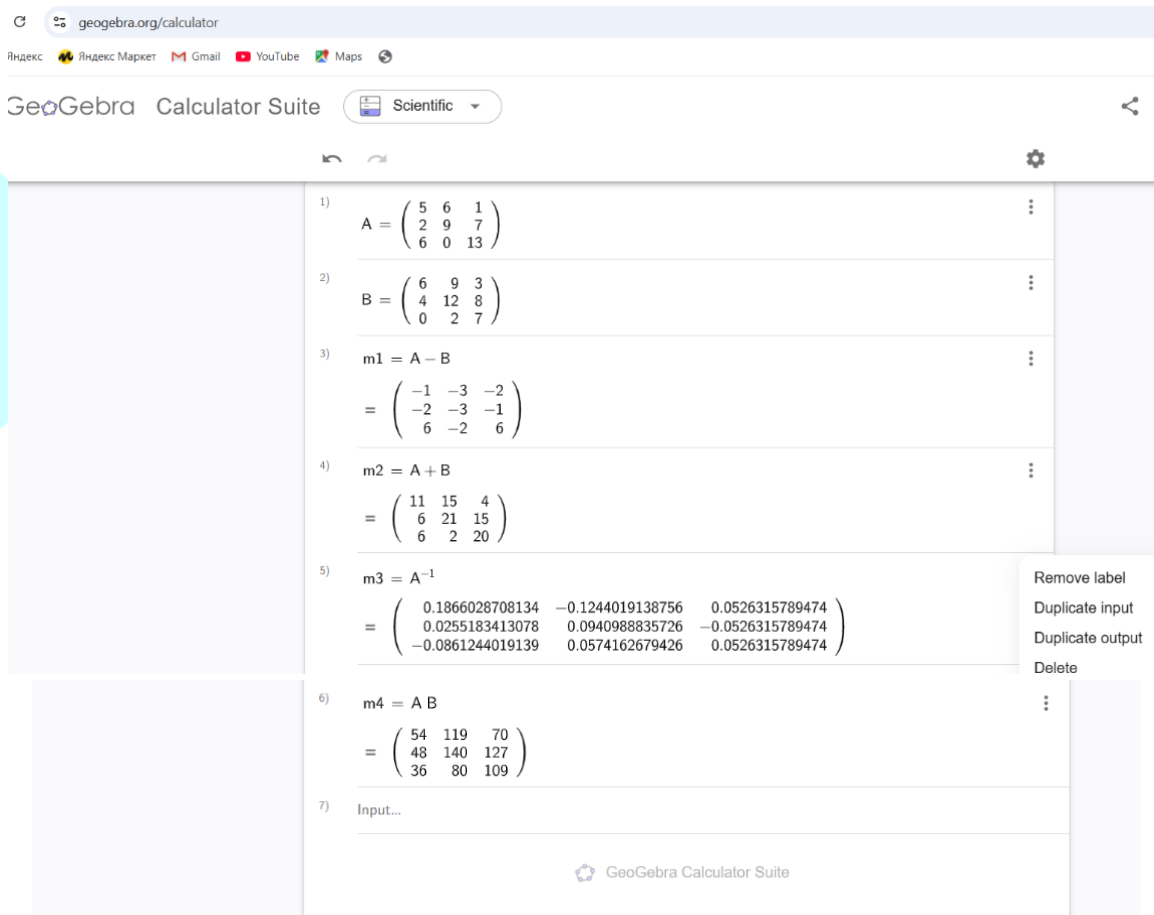 geogebra.org/calculator
Яндекс Яндекс Маркет Gmail YouTube Maps
GeoGebra Calculator Suite Scientific
1)
A = ( 5 6 1
2 9 7
6 0 13 )
2)
B = ( 6 9 3
4 12 8
0 2 7 )
3) m1 = A − B
= ( −1 −3 −2
−2 −3 −1
6 −2 6 )
4) m2 = A + B
= ( 11 15 4
6 21 15
6 2 20 )
5) m3 = A⁻¹
= ( 0.1866028708134 −0.1244019138756 0.0526315789474
0.0255183413078 0.0940988835726 −0.0526315789474
−0.0861244019139 0.0574162679426 0.0526315789474 )
Remove label
Duplicate input
Duplicate output
Delete
6) m4 = A B
= ( 54 119 70
48 140 127
36 80 109 )
7) Input...
GeoGebra Calculator Suite